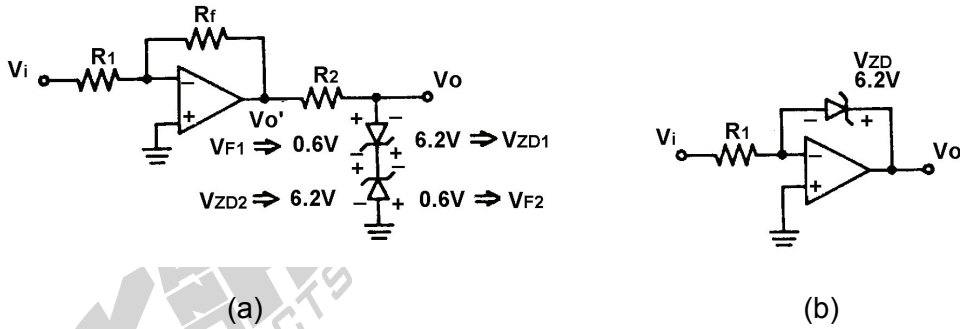 Rf
R1
Vi
R2
Vo
Vo'
VF1 ⇒ 0.6V
6.2V ⇒ VZD1
VZD2 ⇒ 6.2V
0.6V ⇒ VF2
(a)
VZD
6.2V
Vi
R1
Vo
(b)